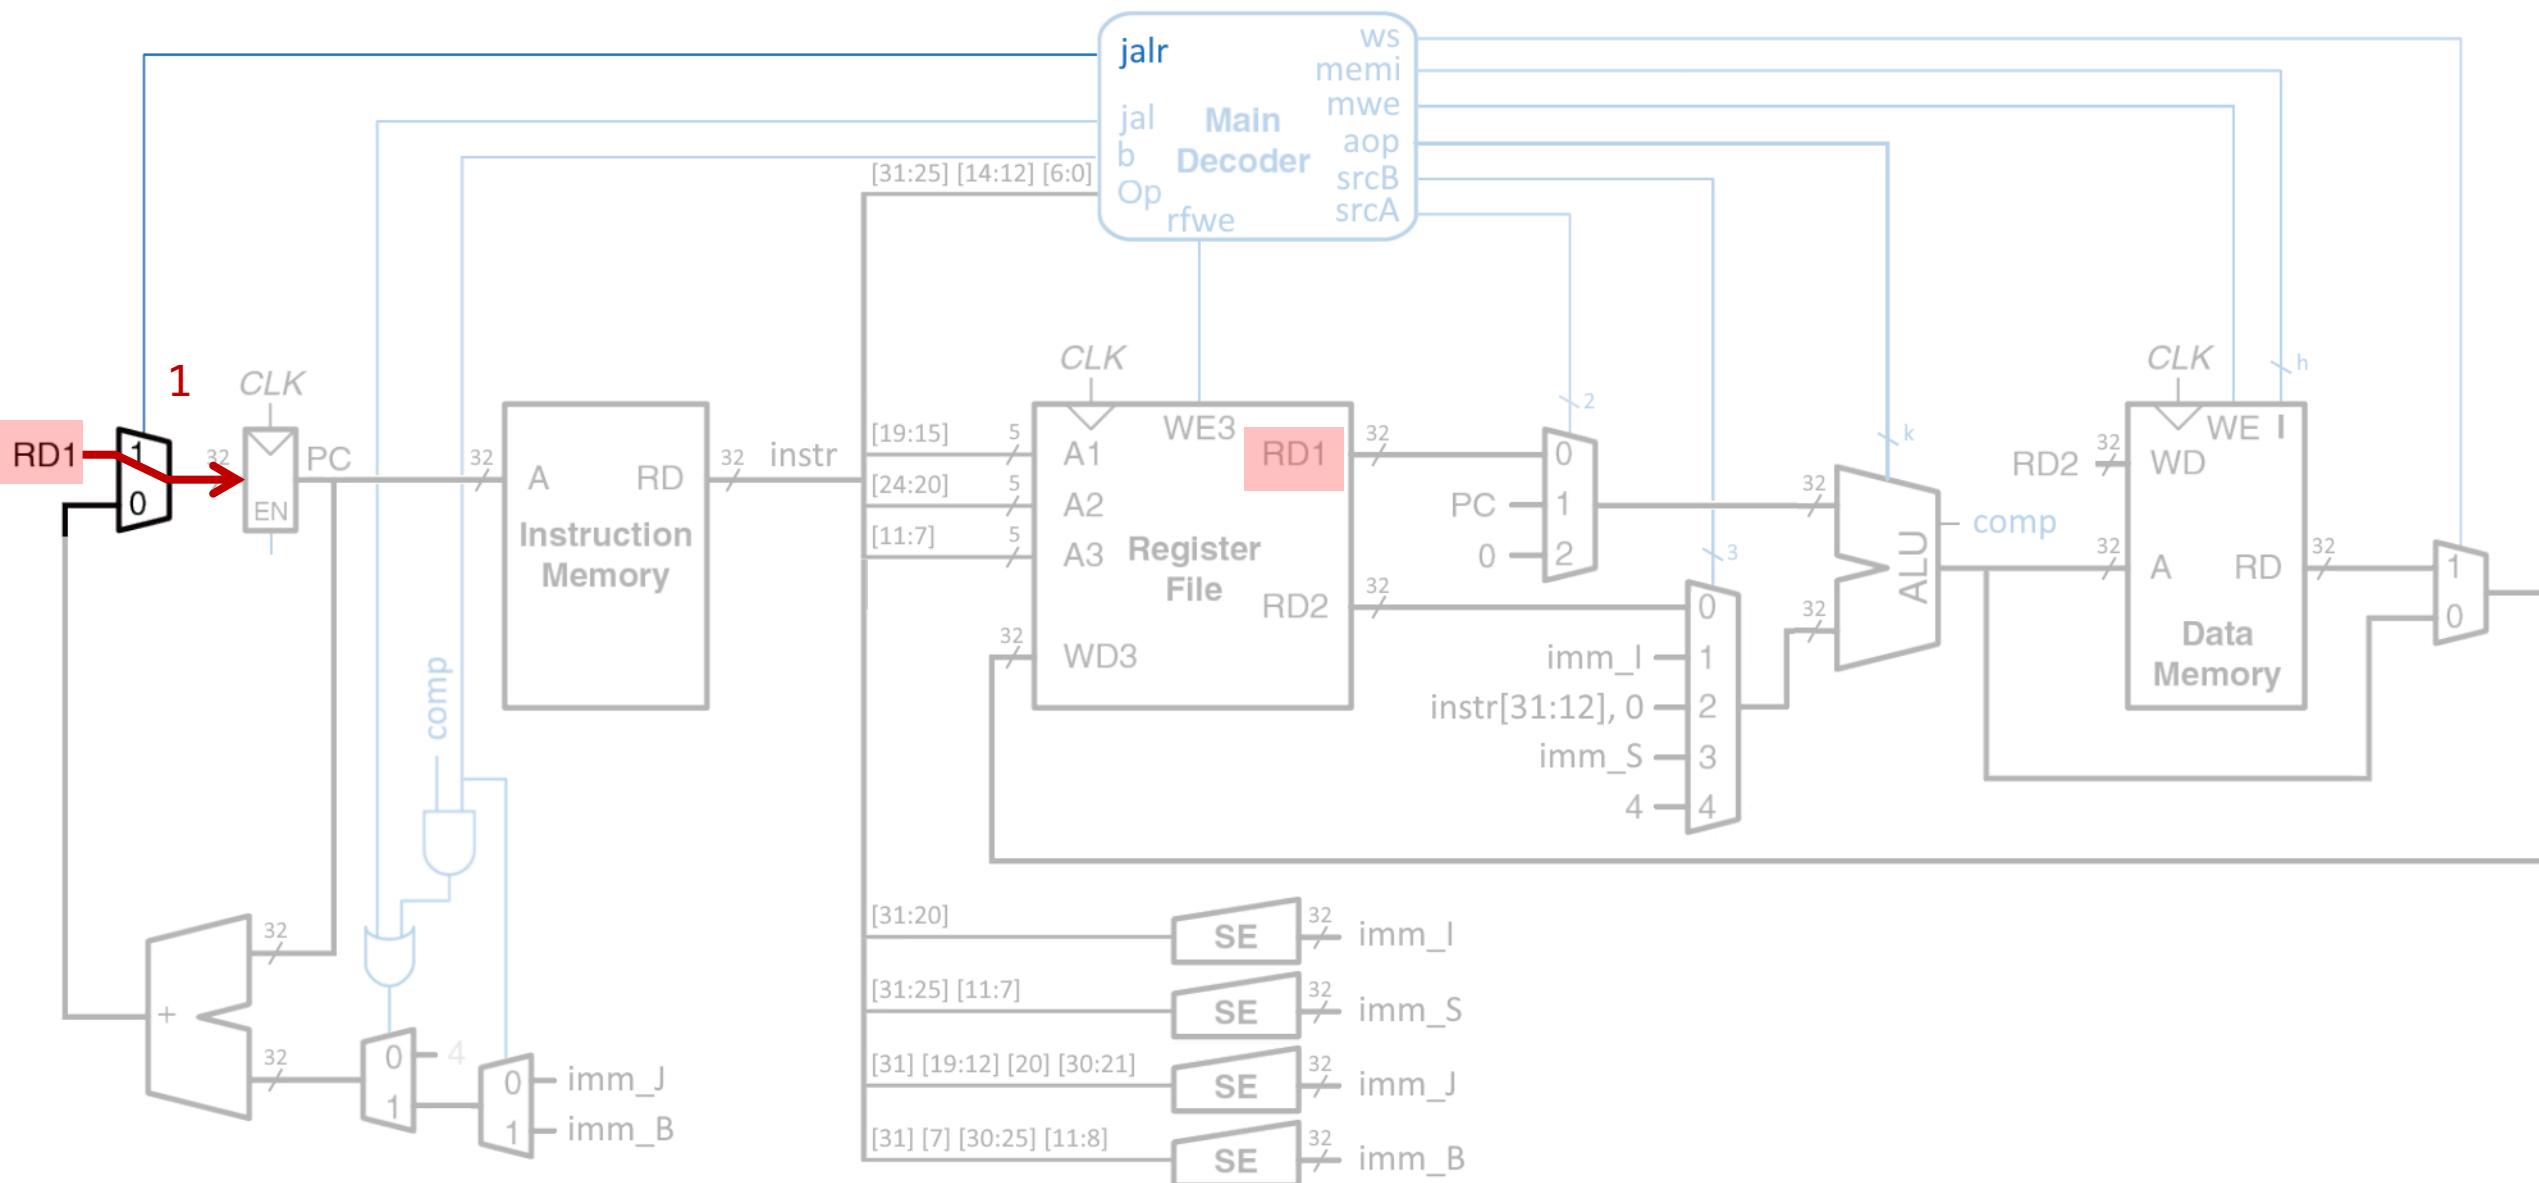 jalr
jal
b
Op
rfwe
Main
Decoder
ws
memi
mwe
aop
srcB
srcA
[31:25] [14:12] [6:0]
1
CLK
RD1
1
0
32
EN
PC
32
A
RD
Instruction
Memory
32
instr
[19:15]
5
[24:20]
5
[11:7]
5
CLK
WE3
A1
A2
A3
RD1
Register
File
RD2
32
WD3
32
32
2
0
PC
1
0
2
3
0
imm_I
1
instr[31:12], 0
2
imm_S
3
4
4
32
32
k
ALU
comp
CLK
h
WE I
RD2
32
WD
32
A
RD
Data
Memory
32
1
0
comp
32
+
32
0
4
1
0
imm_J
1
imm_B
[31:20]
SE
32
imm_I
[31:25] [11:7]
SE
32
imm_S
[31] [19:12] [20] [30:21]
SE
32
imm_J
[31] [7] [30:25] [11:8]
SE
32
imm_B